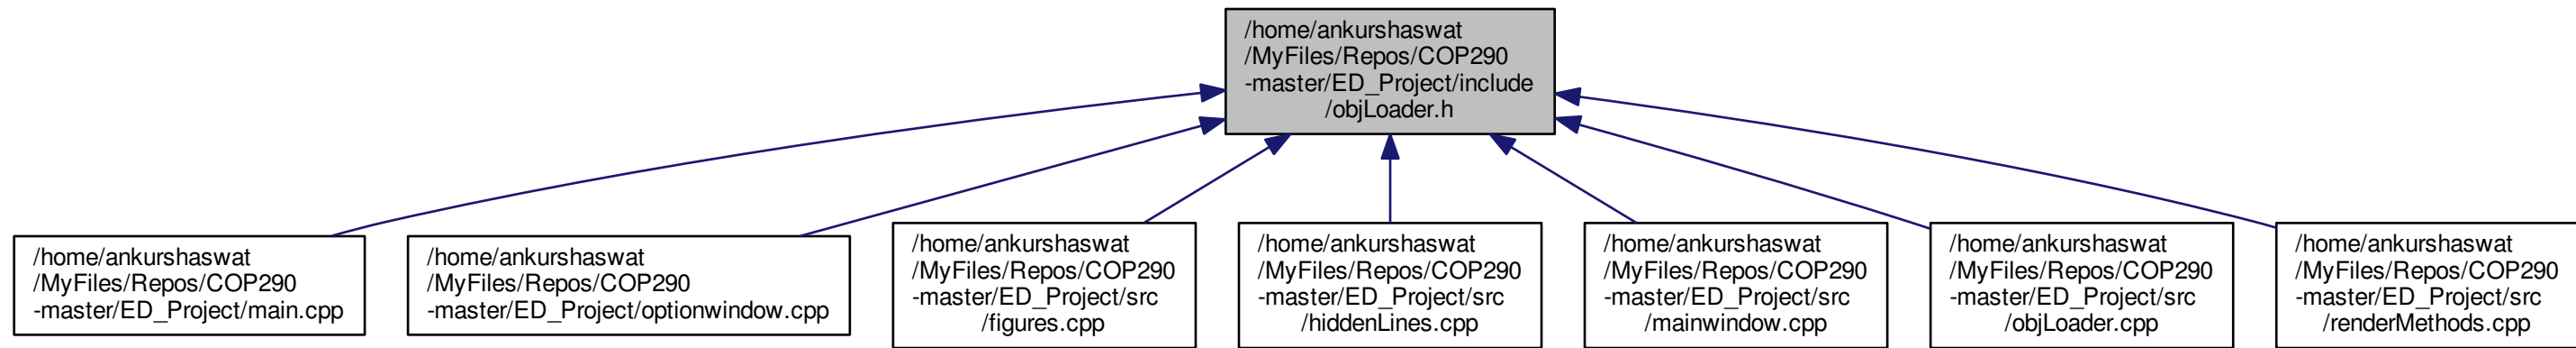 /home/ankurshaswat
/MyFiles/Repos/COP290
-master/ED_Project/include
/objLoader.h
/home/ankurshaswat
/MyFiles/Repos/COP290
-master/ED_Project/main.cpp
/home/ankurshaswat
/MyFiles/Repos/COP290
-master/ED_Project/optionwindow.cpp
/home/ankurshaswat
/MyFiles/Repos/COP290
-master/ED_Project/src
/figures.cpp
/home/ankurshaswat
/MyFiles/Repos/COP290
-master/ED_Project/src
/hiddenLines.cpp
/home/ankurshaswat
/MyFiles/Repos/COP290
-master/ED_Project/src
/mainwindow.cpp
/home/ankurshaswat
/MyFiles/Repos/COP290
-master/ED_Project/src
/objLoader.cpp
/home/ankurshaswat
/MyFiles/Repos/COP290
-master/ED_Project/src
/renderMethods.cpp